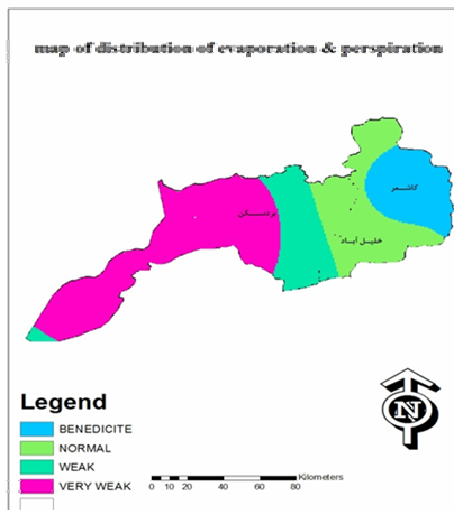 map of distribution of evaporation & perspiration
کاشمر
بردسکن
خلیل آباد
Legend
BENEDICITE
NORMAL
WEAK
VERY WEAK
N
Kilometers
0 10 20 40 60 80